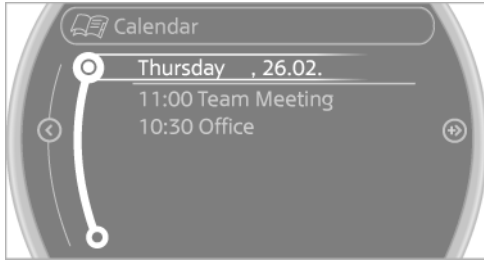 Calendar
Thursday , 26.02.
11:00 Team Meeting
10:30 Office